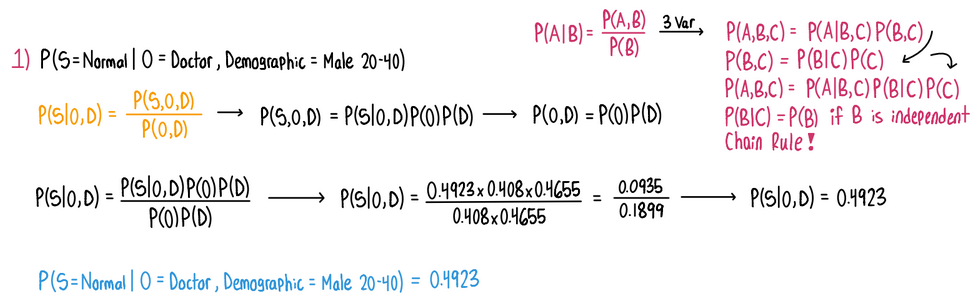 P(A|B) = P(A,B) / P(B) 3 Var → P(A,B,C) = P(A|B,C)P(B,C)
P(B,C) = P(B|C)P(C)
P(A,B,C) = P(A|B,C)P(B|C)P(C)
P(B|C) = P(B) if B is independent
Chain Rule!
1) P(S=Normal | O = Doctor, Demographic = Male 20-40)
P(S|O,D) = P(S,O,D) / P(O,D) → P(S,O,D) = P(S|O,D)P(O)P(D) → P(O,D) = P(O)P(D)
P(S|O,D) = P(S|O,D)P(O)P(D) / P(O)P(D) → P(S|O,D) = 0.4923 x 0.408 x 0.4655 / 0.408 x 0.4655 = 0.0935 / 0.1899 → P(S|O,D) = 0.4923
P(S=Normal | O = Doctor, Demographic = Male 20-40) = 0.4923